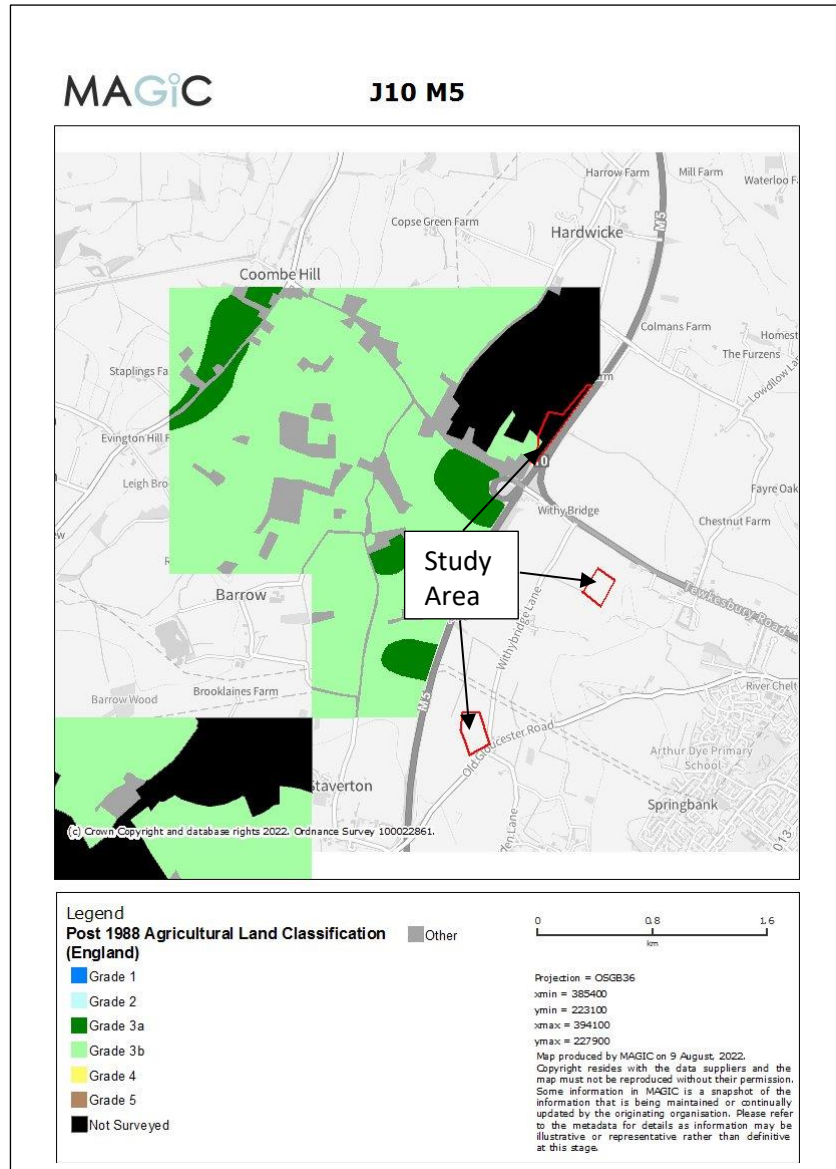 MAGiC
J10 M5
Harrow Farm
Mill Farm
Waterloo F
Copse Green Farm
Hardwicke
M5
Coombe Hill
Colmans Farm
Homest
The Furzens
Staplings Fa
Lowdilow La
Evington Hill F
Leigh Bro
Fayre Oak
Withy Bridge
Chestnut Farm
Study
Area
Barrow
Tewkesbury Road
Withybridge Lane
River Chelt
Barrow Wood
Brooklaines Farm
M5
Old Gloucester Road
Arthur Dye Primary
School
Staverton
Springbank
den Lane
013
(c) Crown Copyright and database rights 2022. Ordnance Survey 100022861.
Legend
Post 1988 Agricultural Land Classification
(England)
Grade 1
Grade 2
Grade 3a
Grade 3b
Grade 4
Grade 5
Not Surveyed
Other
0 0.8 1.6
km
Projection = OSGB36
xmin = 385400
ymin = 223100
xmax = 394100
ymax = 227900
Map produced by MAGIC on 9 August, 2022.
Copyright resides with the data suppliers and the
map must not be reproduced without their permission.
Some information in MAGIC is a snapshot of the
information that is being maintained or continually
updated by the originating organisation. Please refer
to the metadata for details as information may be
illustrative or representative rather than definitive
at this stage.